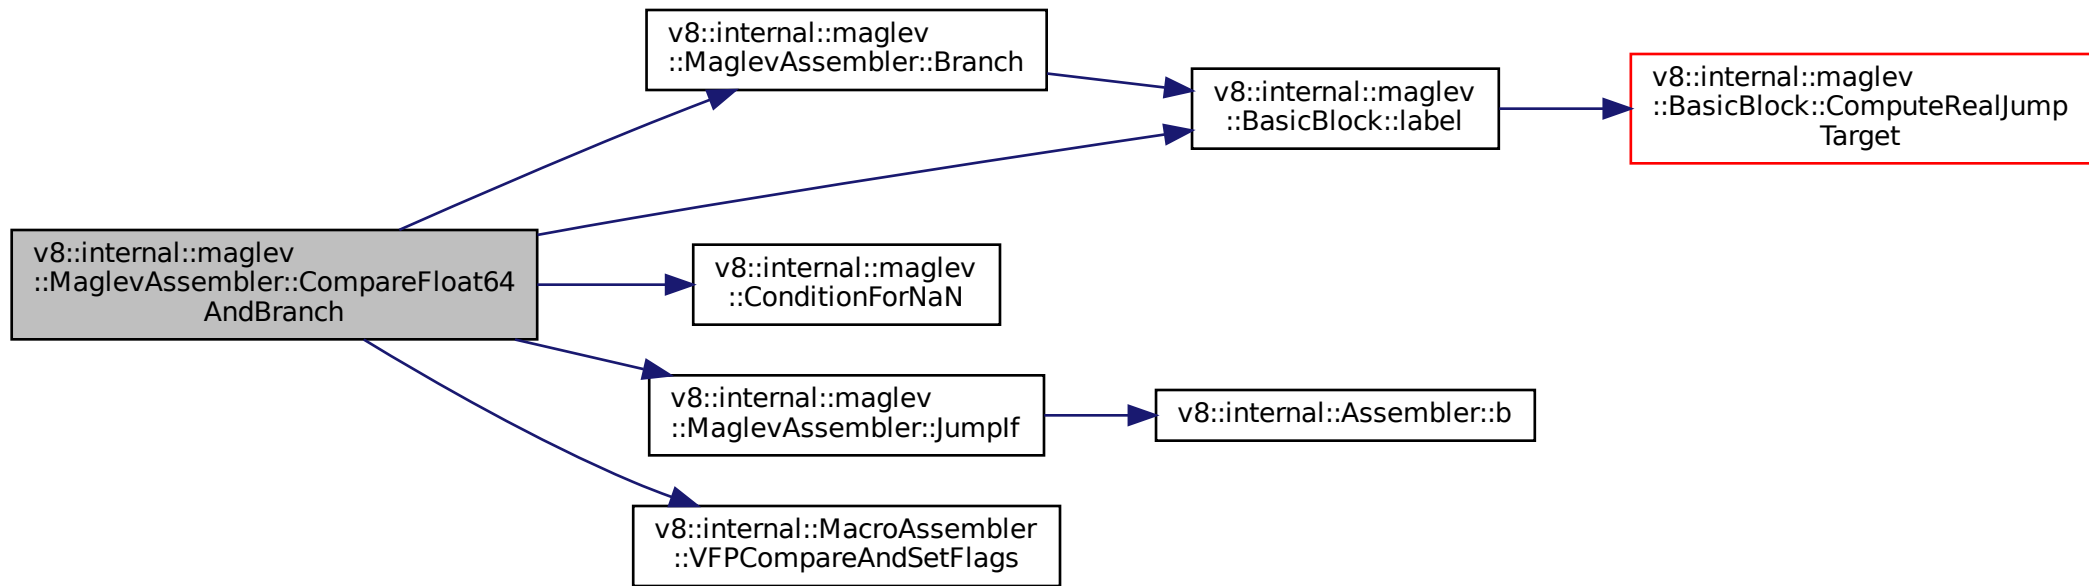 v8::internal::maglev
::MaglevAssembler::Branch
v8::internal::maglev
::BasicBlock::label
v8::internal::maglev
::BasicBlock::ComputeRealJump
Target
v8::internal::maglev
::MaglevAssembler::CompareFloat64
AndBranch
v8::internal::maglev
::ConditionForNaN
v8::internal::maglev
::MaglevAssembler::JumpIf
v8::internal::Assembler::b
v8::internal::MacroAssembler
::VFPCompareAndSetFlags